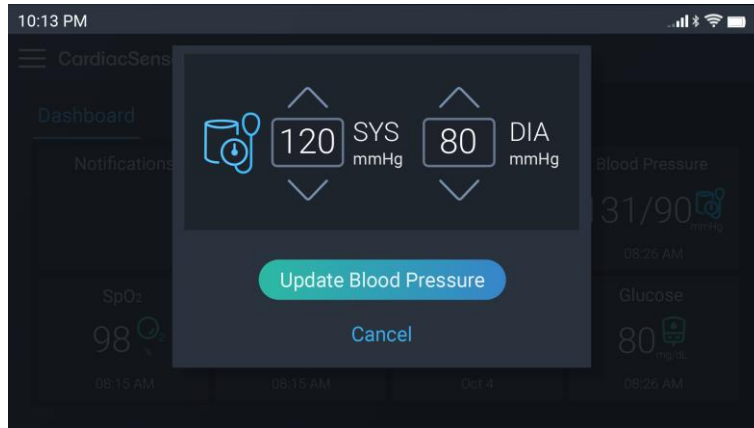 10:13 PM
CardiacSens
Dashboard
Notifications
Blood Pressure
131/90
mmHg
08:26 AM
120 SYS mmHg 80 DIA mmHg
Update Blood Pressure
Cancel
SpO₂
98 %
08:15 AM
08:15 AM
Oct 4
Glucose
80 mg/dL
08:26 AM